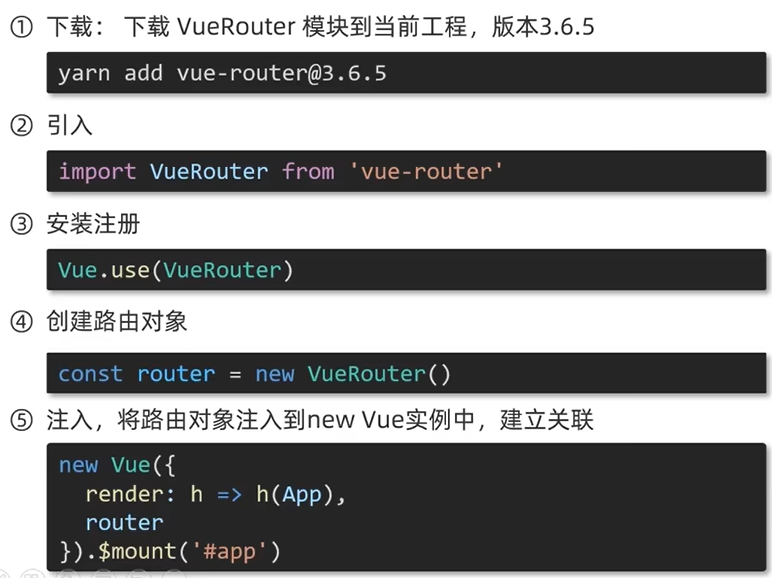 ① 下载： 下载 VueRouter 模块到当前工程，版本3.6.5
yarn add vue-router@3.6.5
② 引入
import VueRouter from 'vue-router'
③ 安装注册
Vue.use(VueRouter)
④ 创建路由对象
const router = new VueRouter()
⑤ 注入，将路由对象注入到new Vue实例中，建立关联
new Vue({
  render: h => h(App),
  router
}).$mount('#app')